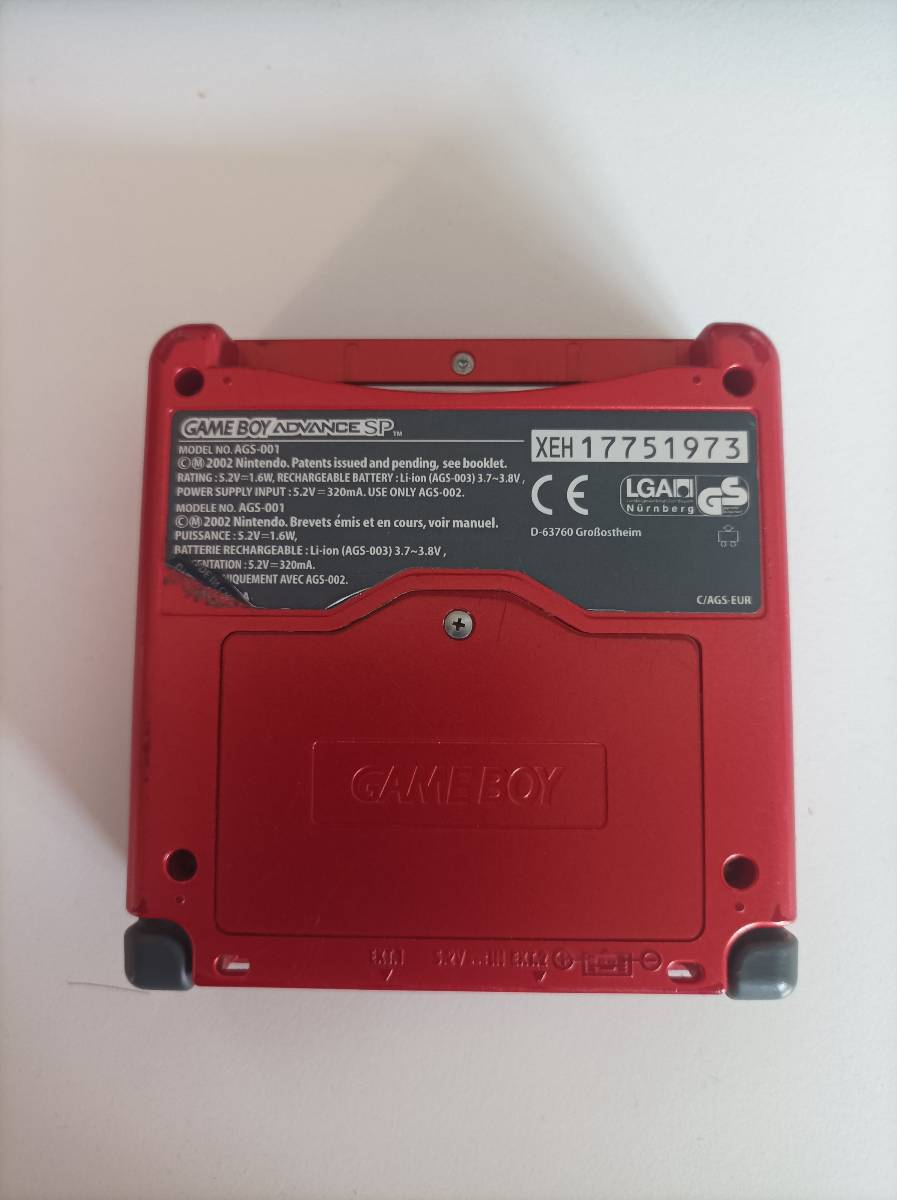 GAME BOY ADVANCE SP™
MODEL NO. AGS-001
©Ⓜ 2002 Nintendo. Patents issued and pending, see booklet.
RATING : 5.2V⎓1.6W, RECHARGEABLE BATTERY : Li-ion (AGS-003) 3.7~3.8V ,
POWER SUPPLY INPUT : 5.2V⎓320mA. USE ONLY AGS-002.
MODELE NO. AGS-001
©Ⓜ 2002 Nintendo. Brevets émis et en cours, voir manuel.
PUISSANCE : 5.2V⎓1.6W,
BATTERIE RECHARGEABLE : Li-ion (AGS-003) 3.7~3.8V ,
ENTATION : 5.2V⎓320mA.
NIQUEMENT AVEC AGS-002.
A.
XEH 17751973
CE
LGA
Nürnberg
GS
D-63760 Großostheim
C/AGS-EUR
GAME BOY
EXT.1 5.2V EXT.2